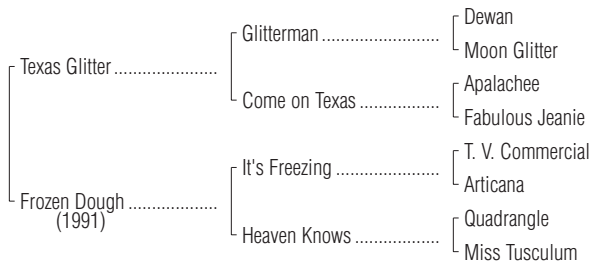 Dewan
Glitterman ........................
Moon Glitter
Texas Glitter .....................
Apalachee
Come on Texas ................
Fabulous Jeanie
T. V. Commercial
It's Freezing .....................
Articana
Frozen Dough ..................
(1991)
Quadrangle
Heaven Knows .................
Miss Tusculum